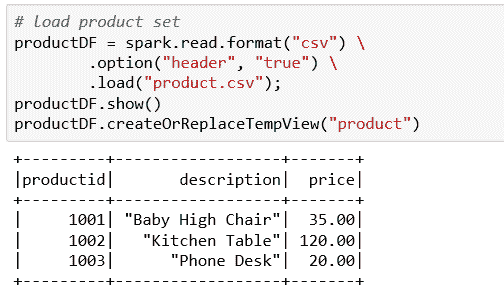 # load product set
productDF = spark.read.format("csv") \
        .option("header", "true") \
        .load("product.csv");
productDF.show()
productDF.createOrReplaceTempView("product")
+---------+-----------------+-------+
|productid|      description|  price|
+---------+-----------------+-------+
|     1001| "Baby High Chair"|  35.00|
|     1002|   "Kitchen Table"| 120.00|
|     1003|      "Phone Desk"|  20.00|
+---------+-----------------+-------+